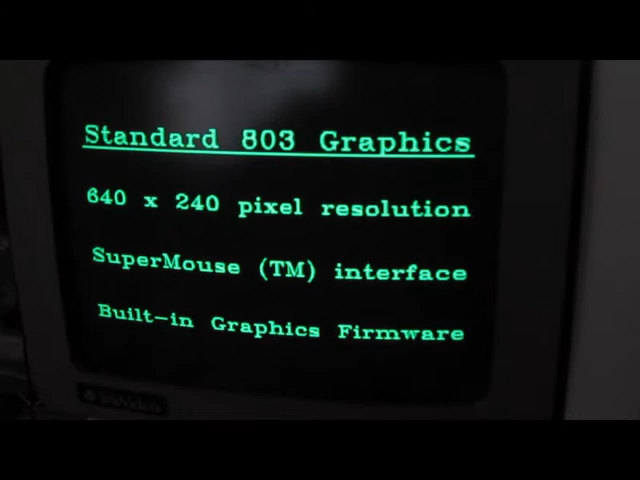 Standard 803 Graphics
640 x 240 pixel resolution
SuperMouse (TM) interface
Built-in Graphics Firmware